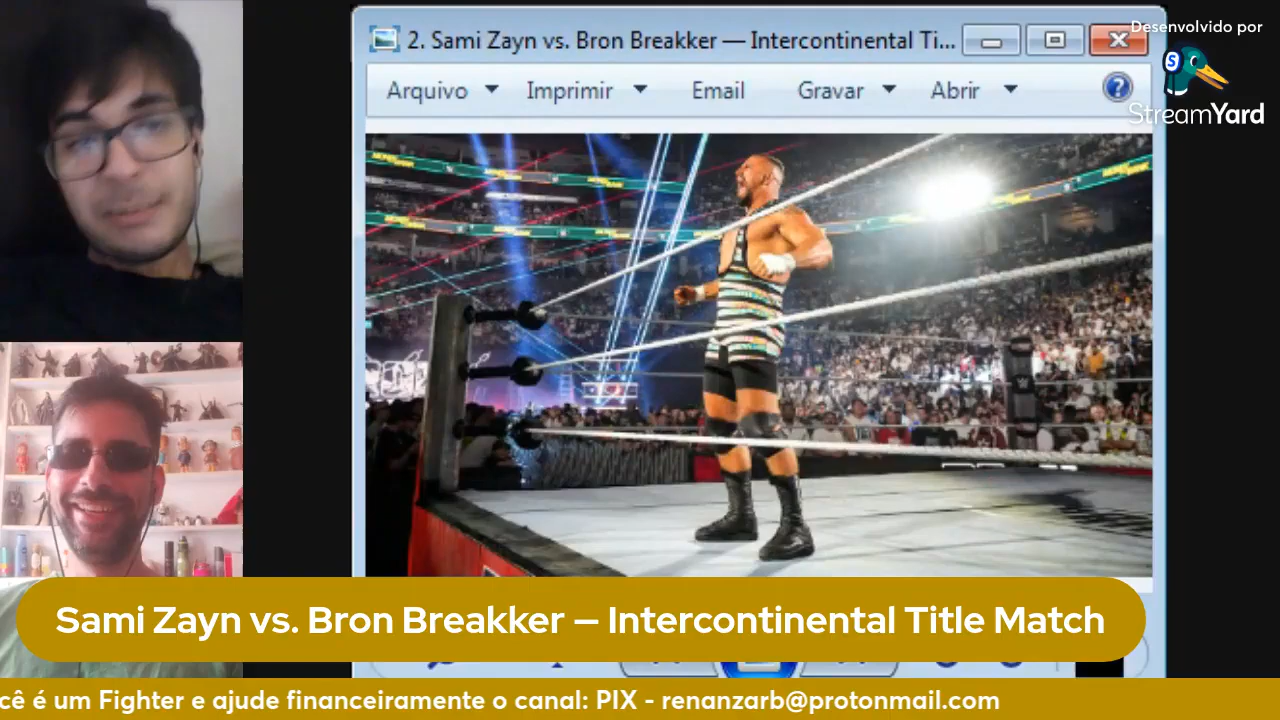 2. Sami Zayn vs. Bron Breakker — Intercontinental Ti...
Desenvolvido por
StreamYard
Arquivo Imprimir Email Gravar Abrir
Sami Zayn vs. Bron Breakker — Intercontinental Title Match
cê é um Fighter e ajude financeiramente o canal: PIX - renanzarb@protonmail.com